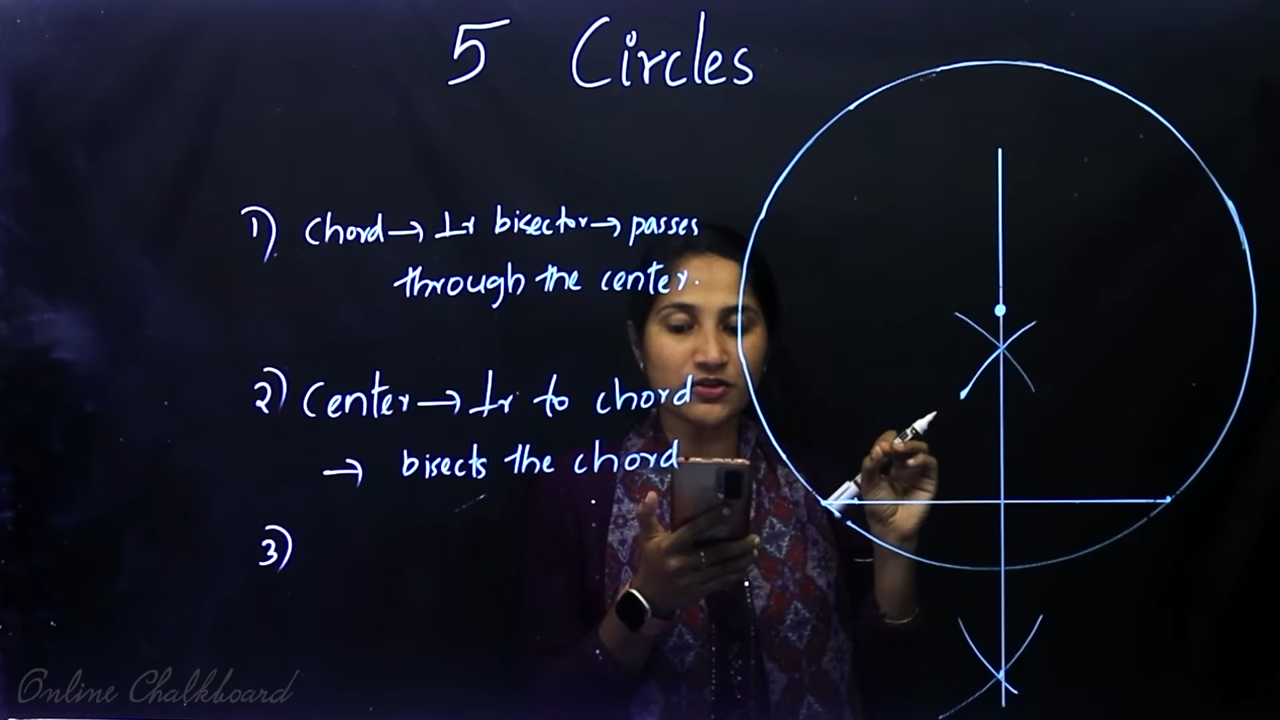 5 Circles
1) chord → ⊥r bisector → passes
through the center.
2) Center → ⊥r to chord
→ bisects the chord
3)
Online Chalkboard